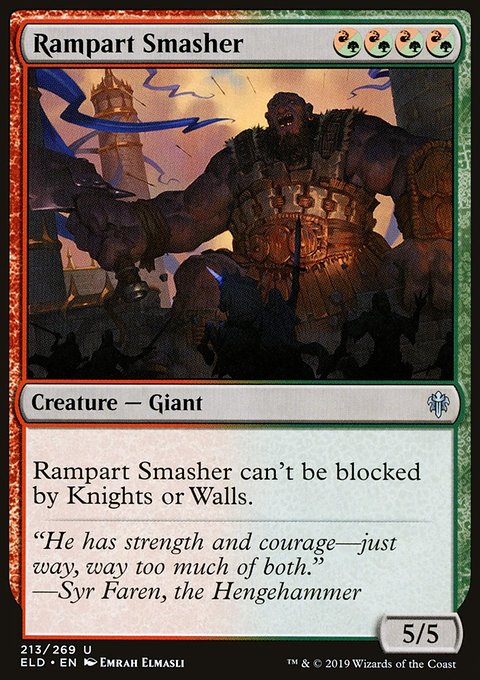 Rampart Smasher
Creature — Giant
Rampart Smasher can't be blocked
by Knights or Walls.
"He has strength and courage—just
way, way too much of both."
—Syr Faren, the Hengehammer
5/5
213/269 U
ELD • EN Emrah Elmasli
™ & © 2019 Wizards of the Coast